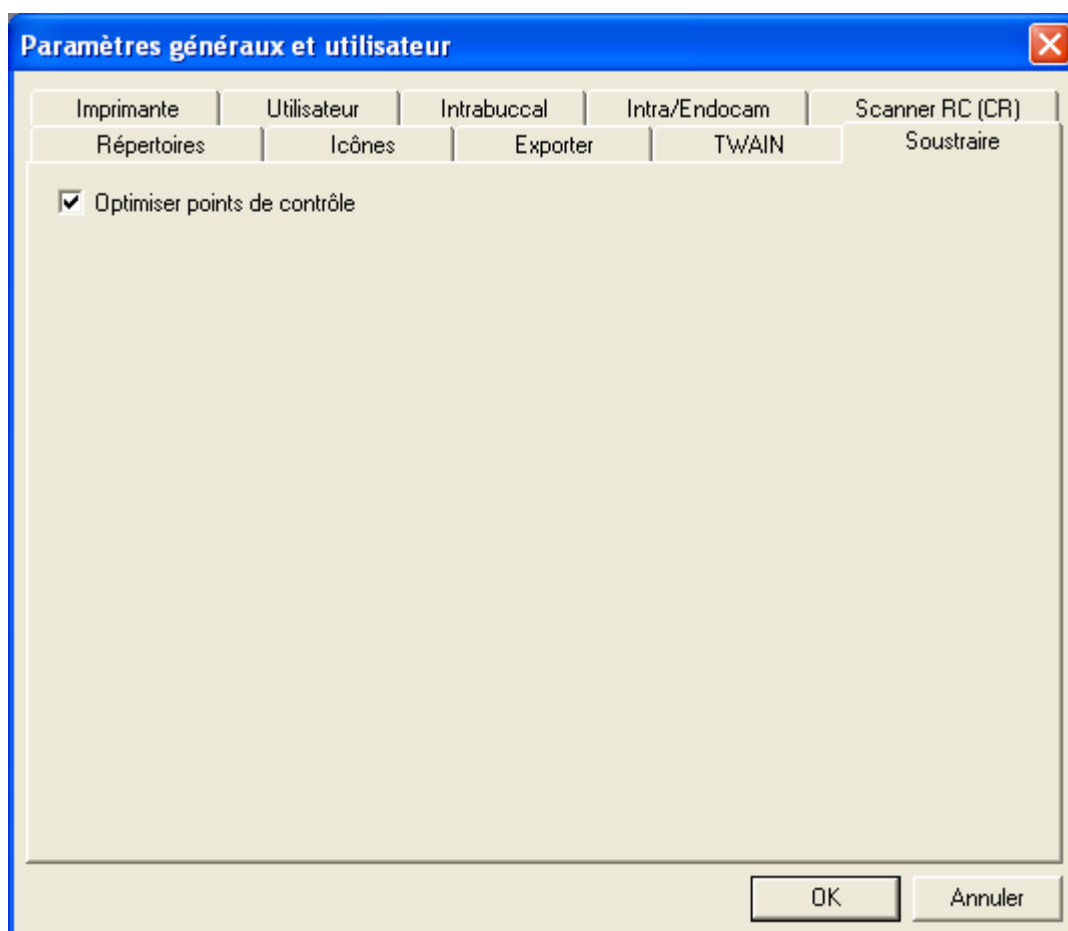 Paramètres généraux et utilisateur
Imprimante Utilisateur Intrabuccal Intra/Endocam Scanner RC (CR)
Répertoires Icônes Exporter TWAIN Soustraire
Optimiser points de contrôle
OK Annuler